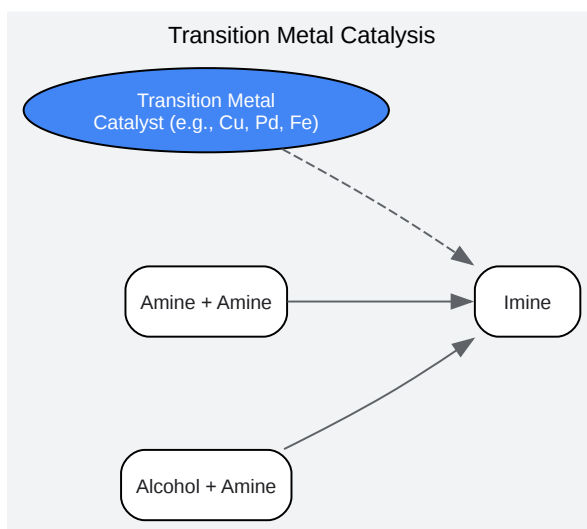 Transition Metal Catalysis
Transition Metal
Catalyst (e.g., Cu, Pd, Fe)
Amine + Amine
Imine
Alcohol + Amine